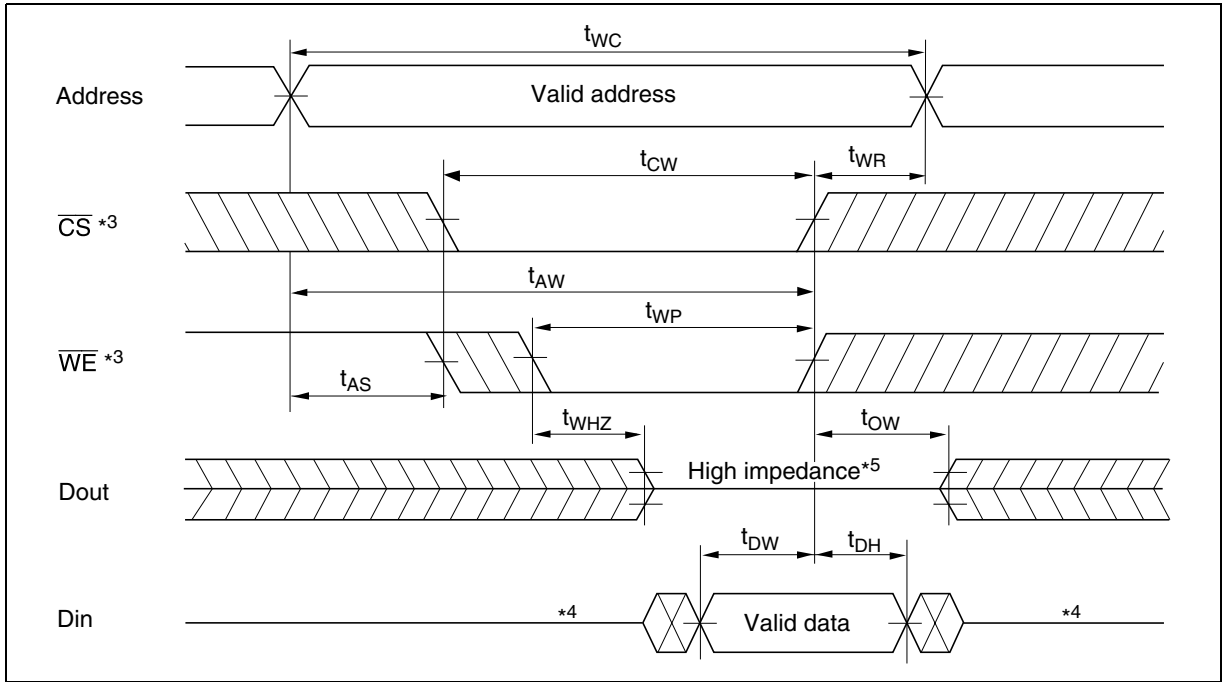 tWC
Address
Valid address
tCW
tWR
CS *3
tAW
tWP
WE *3
tAS
tWHZ
tOW
High impedance*5
Dout
tDW
tDH
Din
*4
Valid data
*4